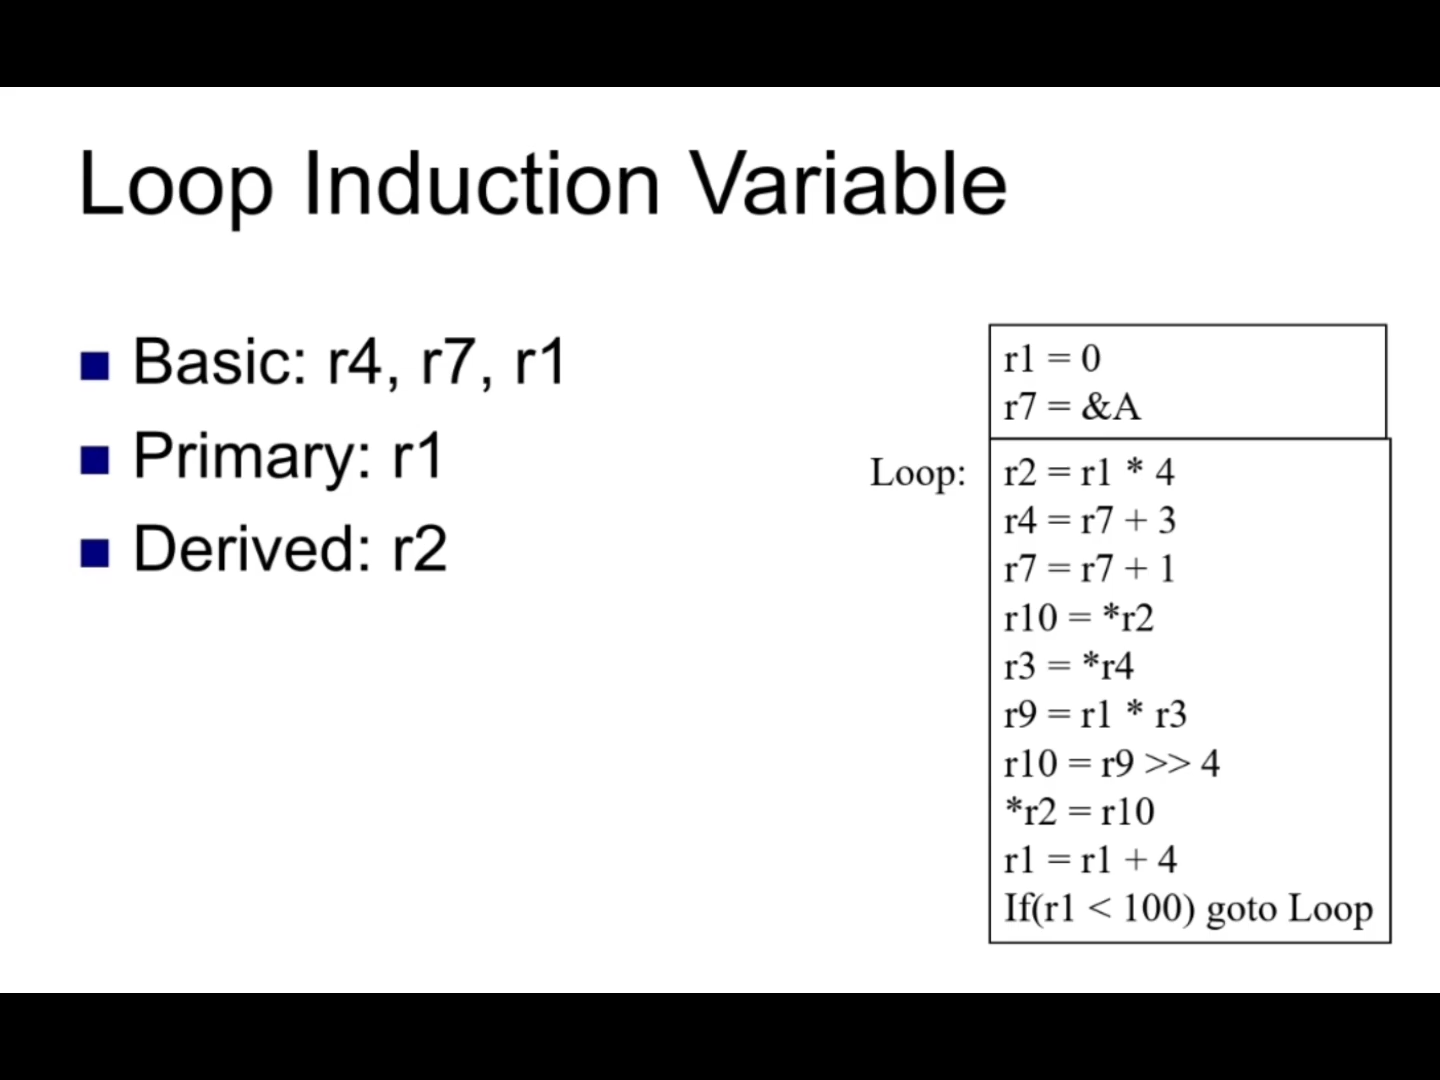 Loop Induction Variable
Basic: r4, r7, r1
Primary: r1
Derived: r2
r1 = 0
r7 = &A
Loop:
r2 = r1 * 4
r4 = r7 + 3
r7 = r7 + 1
r10 = *r2
r3 = *r4
r9 = r1 * r3
r10 = r9 >> 4
*r2 = r10
r1 = r1 + 4
If(r1 < 100) goto Loop